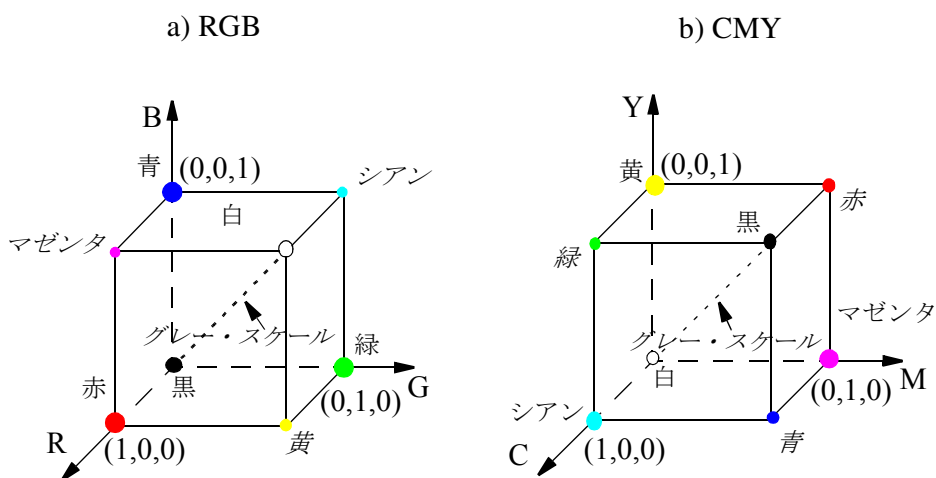 a) RGB
B
青
(0,0,1)
シアン
白
マゼンタ
グレー・スケール
緑
赤
黒
G
(0,1,0)
R
(1,0,0)
黄
b) CMY
Y
黄
(0,0,1)
赤
黒
緑
マゼンタ
グレー・スケール
白
M
シアン
(0,1,0)
C
(1,0,0)
青